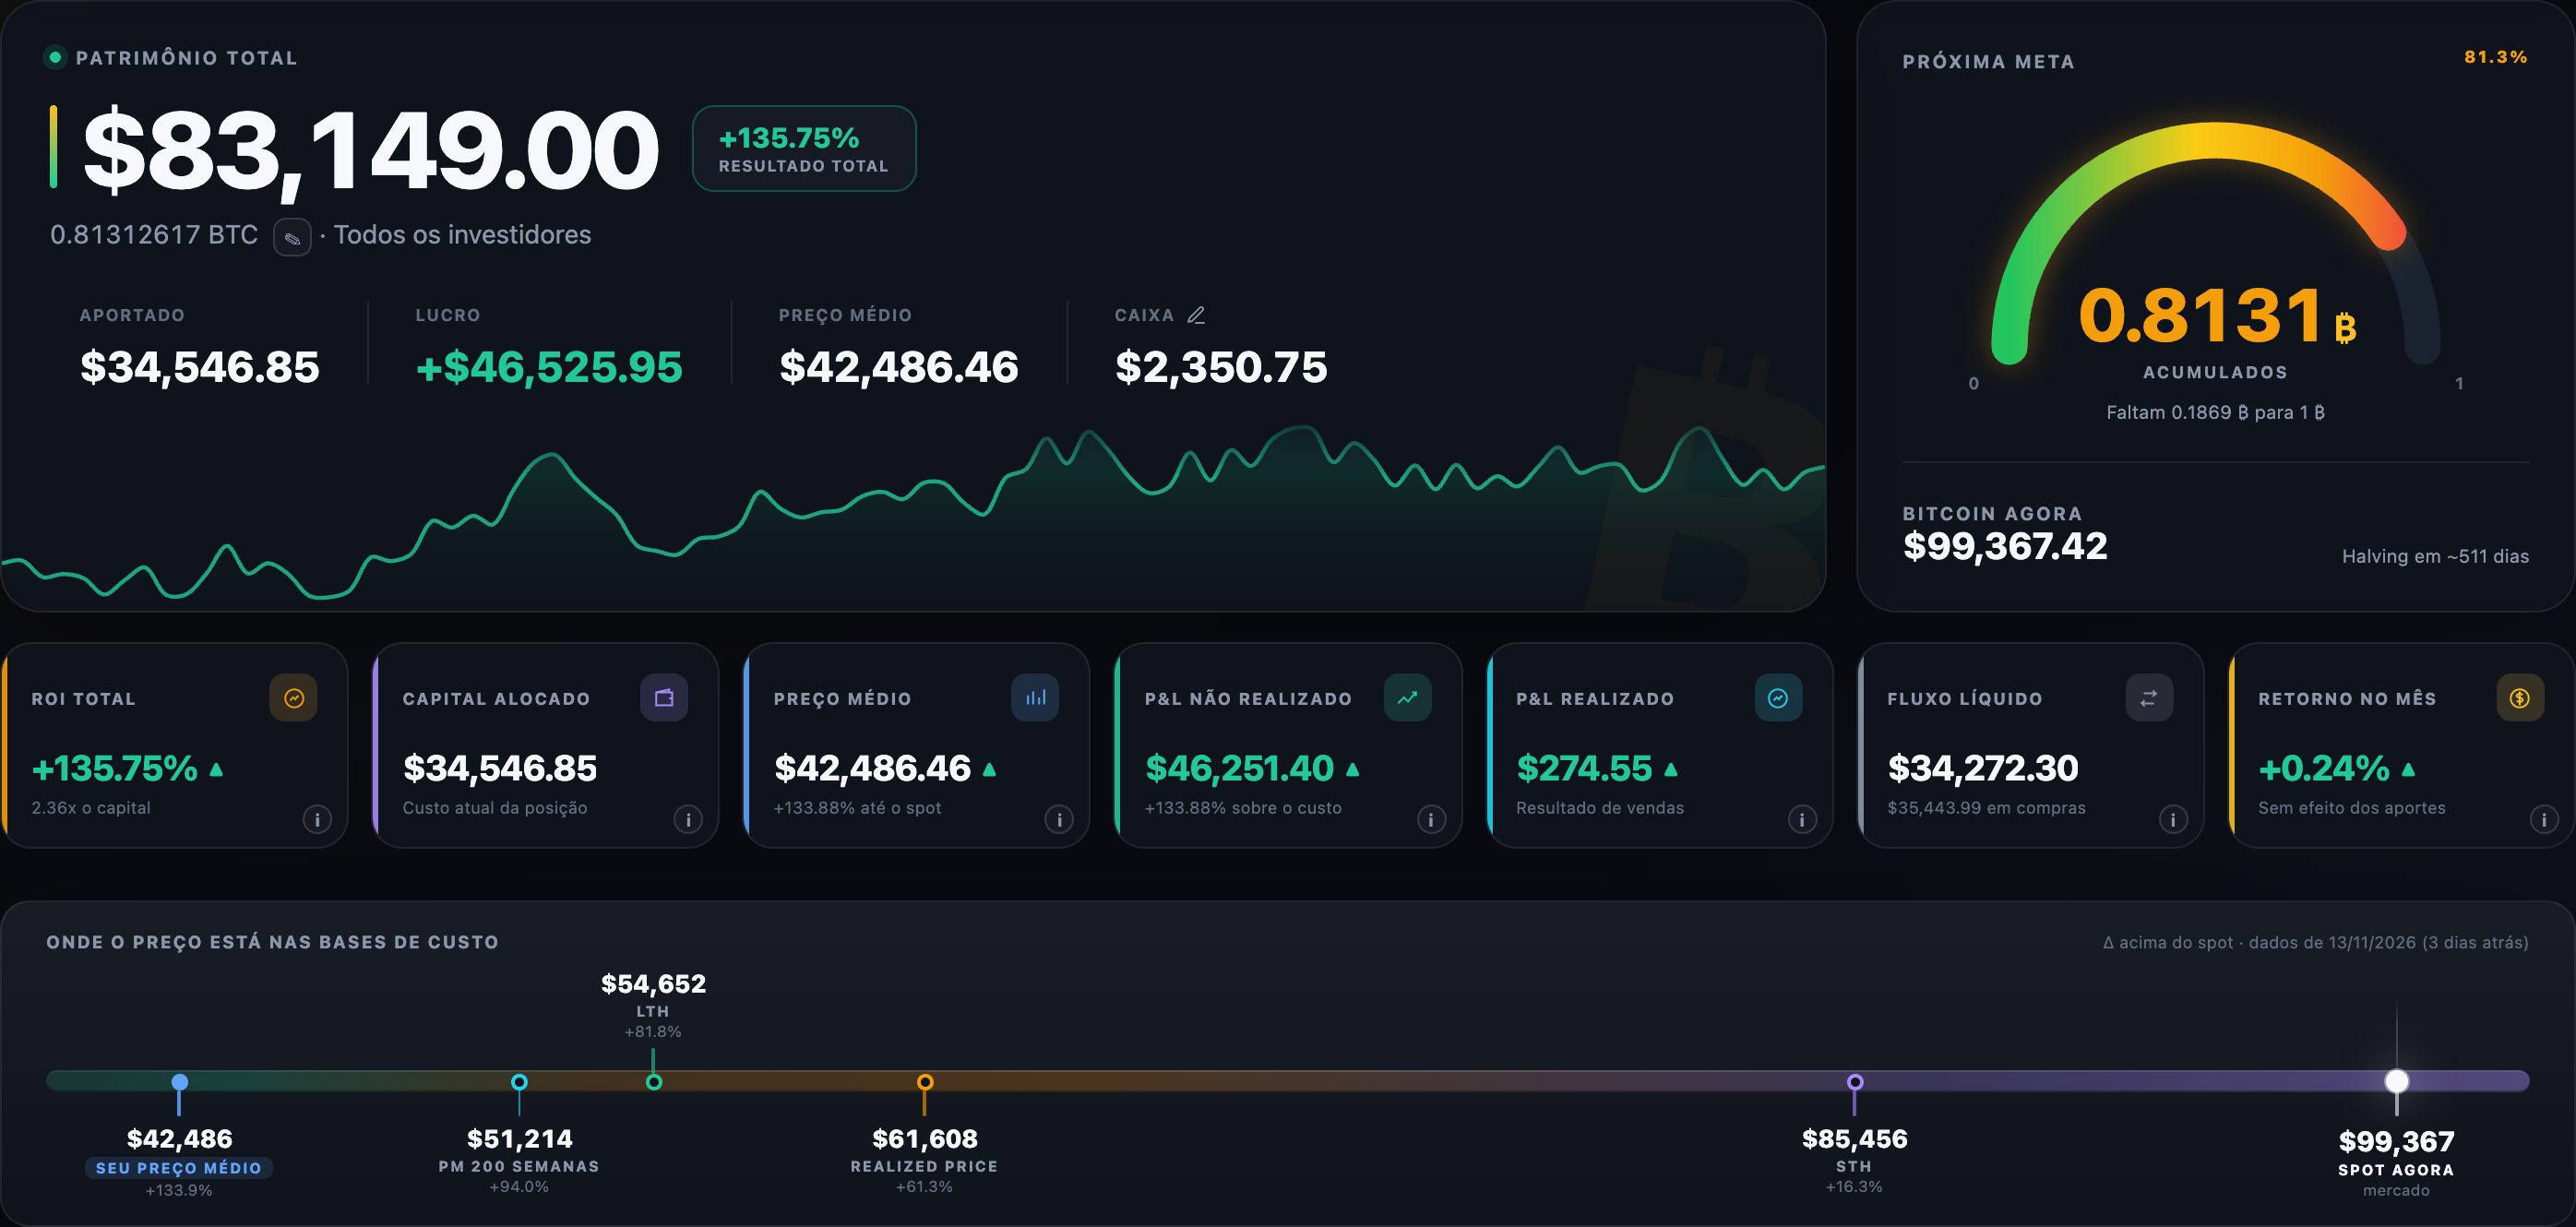 PATRIMÔNIO TOTAL
$83,149.00
+135.75%
RESULTADO TOTAL
0.81312617 BTC · Todos os investidores
APORTADO
$34,546.85
LUCRO
+$46,525.95
PREÇO MÉDIO
$42,486.46
CAIXA
$2,350.75
PRÓXIMA META
81.3%
0.8131 ₿
ACUMULADOS
0
1
Faltam 0.1869 ₿ para 1 ₿
BITCOIN AGORA
$99,367.42
Halving em ~511 dias
ROI TOTAL
+135.75% ▲
2.36x o capital
CAPITAL ALOCADO
$34,546.85
Custo atual da posição
PREÇO MÉDIO
$42,486.46 ▲
+133.88% até o spot
P&L NÃO REALIZADO
$46,251.40 ▲
+133.88% sobre o custo
P&L REALIZADO
$274.55 ▲
Resultado de vendas
FLUXO LÍQUIDO
$34,272.30
$35,443.99 em compras
RETORNO NO MÊS
+0.24% ▲
Sem efeito dos aportes
ONDE O PREÇO ESTÁ NAS BASES DE CUSTO
Δ acima do spot · dados de 13/11/2026 (3 dias atrás)
$54,652
LTH
+81.8%
$42,486
SEU PREÇO MÉDIO
+133.9%
$51,214
PM 200 SEMANAS
+94.0%
$61,608
REALIZED PRICE
+61.3%
$85,456
STH
+16.3%
$99,367
SPOT AGORA
mercado